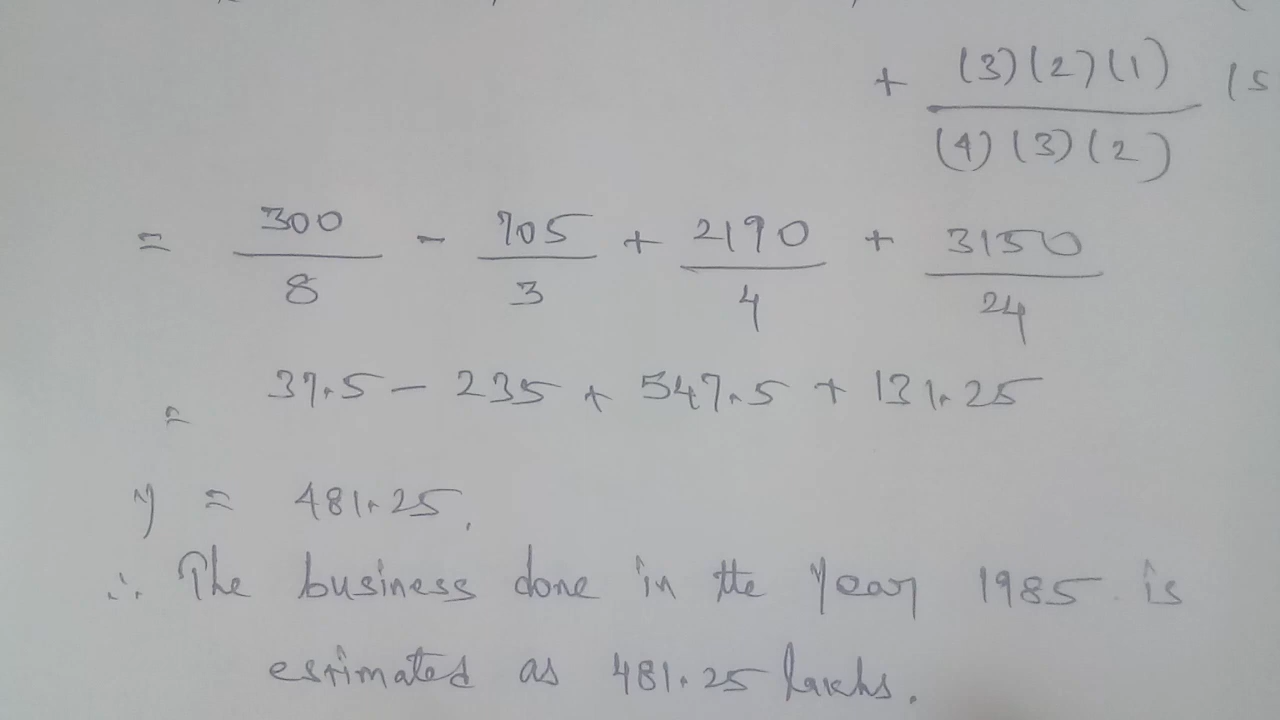 + (3)(2)(1) / (4)(3)(2) (5
= 300/8 - 705/3 + 2190/4 + 3150/24
= 37.5 - 235 + 547.5 + 131.25
y = 481.25.
∴ The business done in the year 1985 is
estimated as 481.25 lakhs.